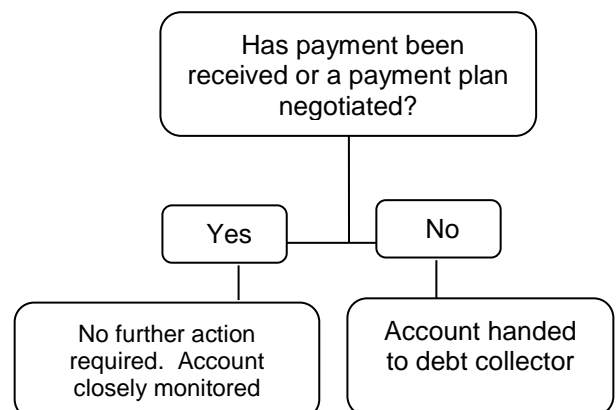 Has payment been
received or a payment plan
negotiated?
Yes
No
No further action
required.  Account
closely monitored
Account handed
to debt collector